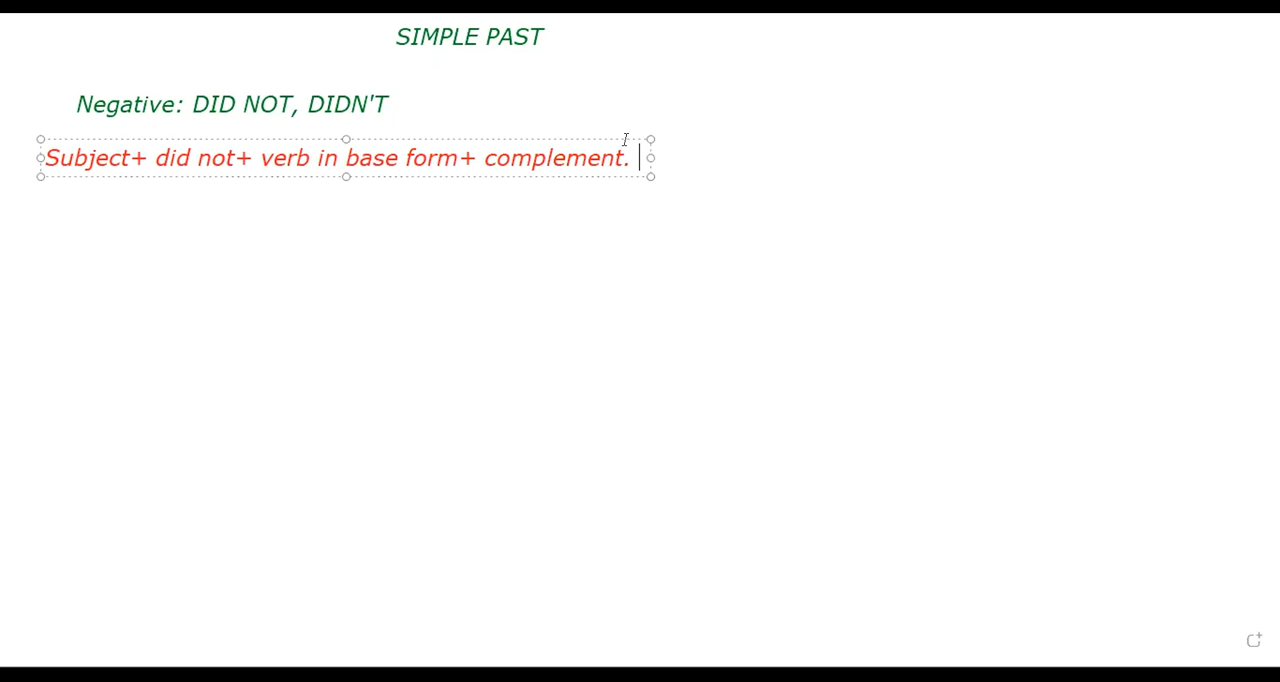 SIMPLE PAST
Negative: DID NOT, DIDN'T
Subject+ did not+ verb in base form+ complement.